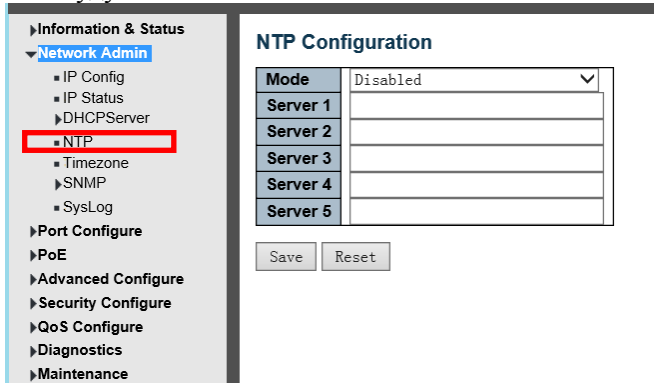 Information & Status
Network Admin
IP Config
IP Status
DHCPServer
NTP
Timezone
SNMP
SysLog
Port Configure
PoE
Advanced Configure
Security Configure
QoS Configure
Diagnostics
Maintenance
NTP Configuration
Mode Disabled
Server 1
Server 2
Server 3
Server 4
Server 5
Save Reset